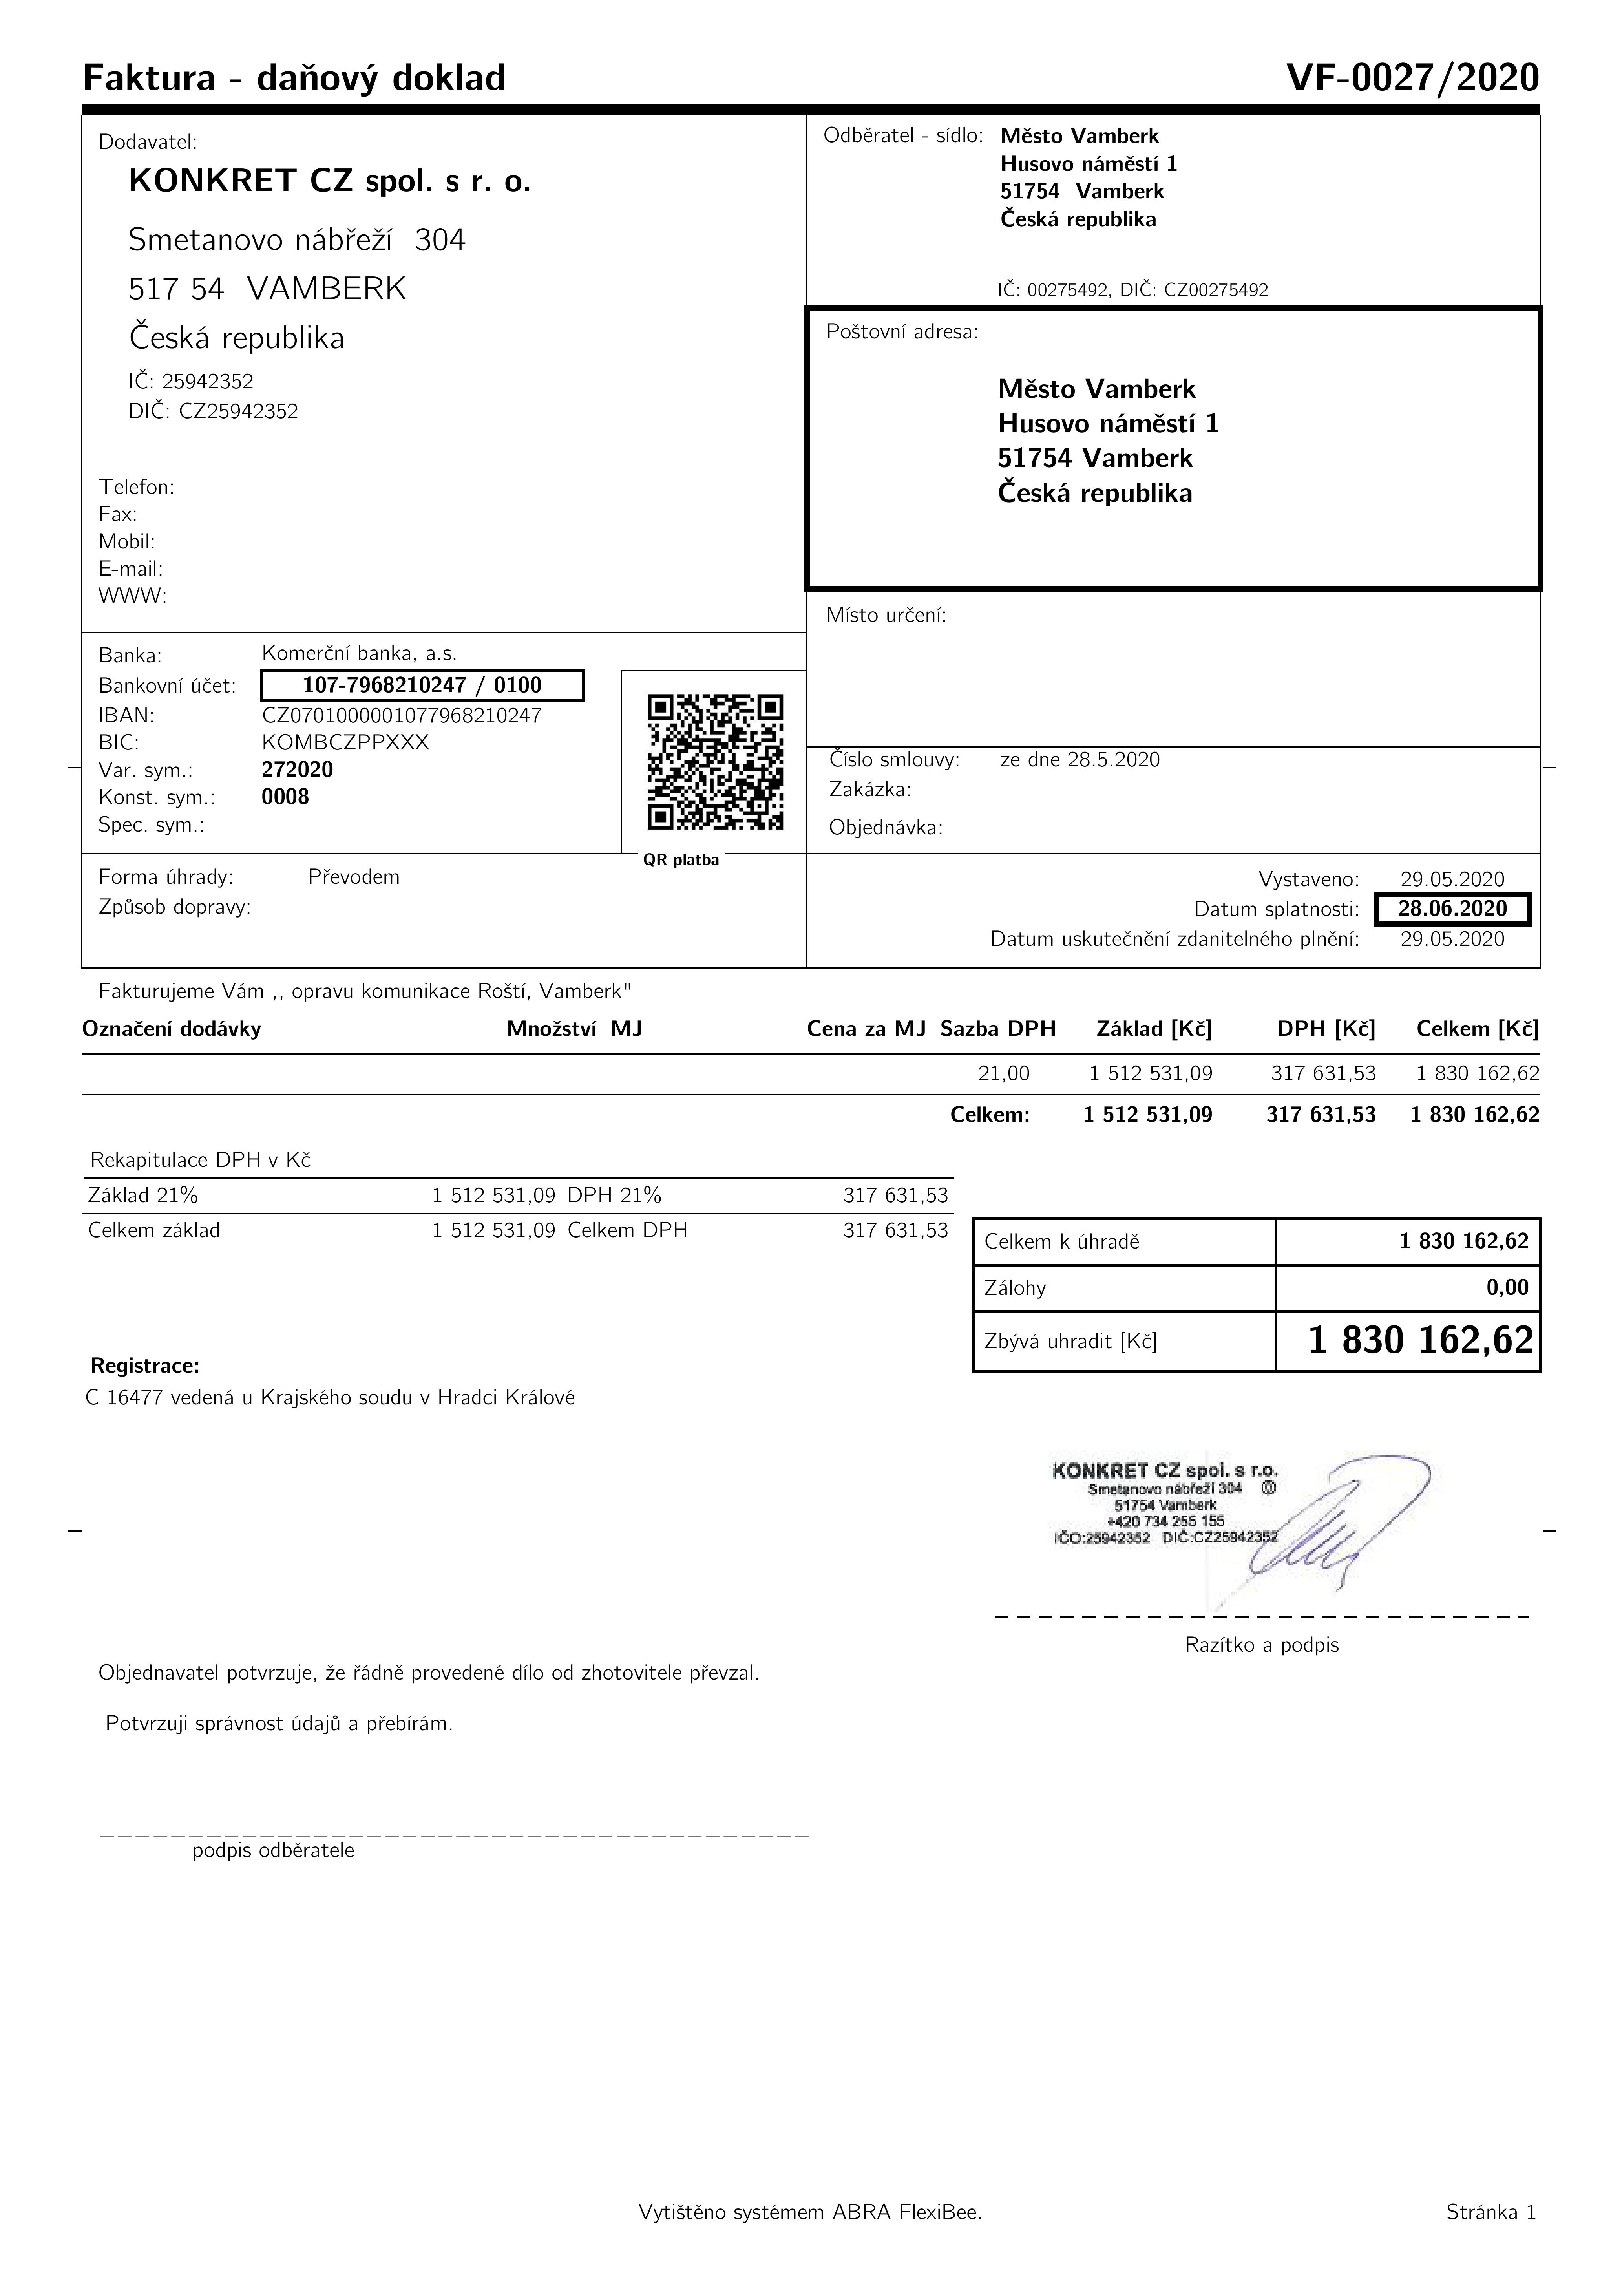 Faktura - daňový doklad
VF-0027/2020
Dodavatel:
KONKRET CZ spol. s r. o.
Smetanovo nábřeží 304
517 54 VAMBERK
Česká republika
IČ: 25942352
DIČ: CZ25942352
Telefon:
Fax:
Mobil:
E-mail:
WWW:
Odběratel - sídlo: Město Vamberk
Husovo náměstí 1
51754 Vamberk
Česká republika
IČ: 00275492, DIČ: CZ00275492
Poštovní adresa:
Město Vamberk
Husovo náměstí 1
51754 Vamberk
Česká republika
Místo určení:
Banka: Komerční banka, a.s.
Bankovní účet: 107-7968210247 / 0100
IBAN: CZ0701000001077968210247
BIC: KOMBCZPPXXX
Var. sym.: 272020
Konst. sym.: 0008
Spec. sym.:
QR platba
Číslo smlouvy: ze dne 28.5.2020
Zakázka:
Objednávka:
Forma úhrady: Převodem
Způsob dopravy:
Vystaveno: 29.05.2020
Datum splatnosti: 28.06.2020
Datum uskutečnění zdanitelného plnění: 29.05.2020
Fakturujeme Vám ,, opravu komunikace Roští, Vamberk"
Označení dodávky Množství MJ Cena za MJ Sazba DPH Základ [Kč] DPH [Kč] Celkem [Kč]
21,00 1 512 531,09 317 631,53 1 830 162,62
Celkem: 1 512 531,09 317 631,53 1 830 162,62
Rekapitulace DPH v Kč
Základ 21% 1 512 531,09 DPH 21% 317 631,53
Celkem základ 1 512 531,09 Celkem DPH 317 631,53
Celkem k úhradě 1 830 162,62
Zálohy 0,00
Zbývá uhradit [Kč] 1 830 162,62
Registrace:
C 16477 vedená u Krajského soudu v Hradci Králové
KONKRET CZ spol. s r.o.
Smetanovo nábřeží 304
51754 Vamberk
+420 734 255 155
IČO:25942352 DIČ:CZ25942352
Razítko a podpis
Objednavatel potvrzuje, že řádně provedené dílo od zhotovitele převzal.
Potvrzuji správnost údajů a přebírám.
podpis odběratele
Vytištěno systémem ABRA FlexiBee.
Stránka 1